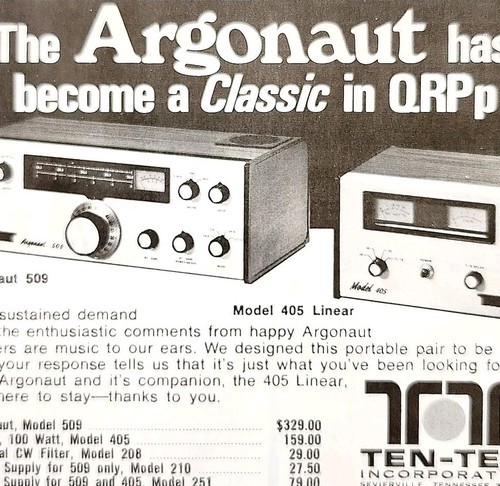 The Argonaut has
become a Classic in QRPp
Argonaut 509
Model 405
aut 509
Model 405 Linear
sustained demand
the enthusiastic comments from happy Argonaut
ers are music to our ears. We designed this portable pair to be
your response tells us that it's just what you've been looking fo
Argonaut and it's companion, the 405 Linear,
here to stay—thanks to you.
aut, Model 509 $329.00
, 100 Watt, Model 405 159.00
al CW Filter, Model 208 29.00
Supply for 509 only, Model 210 27.50
Supply for 509 and 405, Model 251 79.00
TEN-TE
INCORPORAT
SEVIERVILLE, TENNESSEE